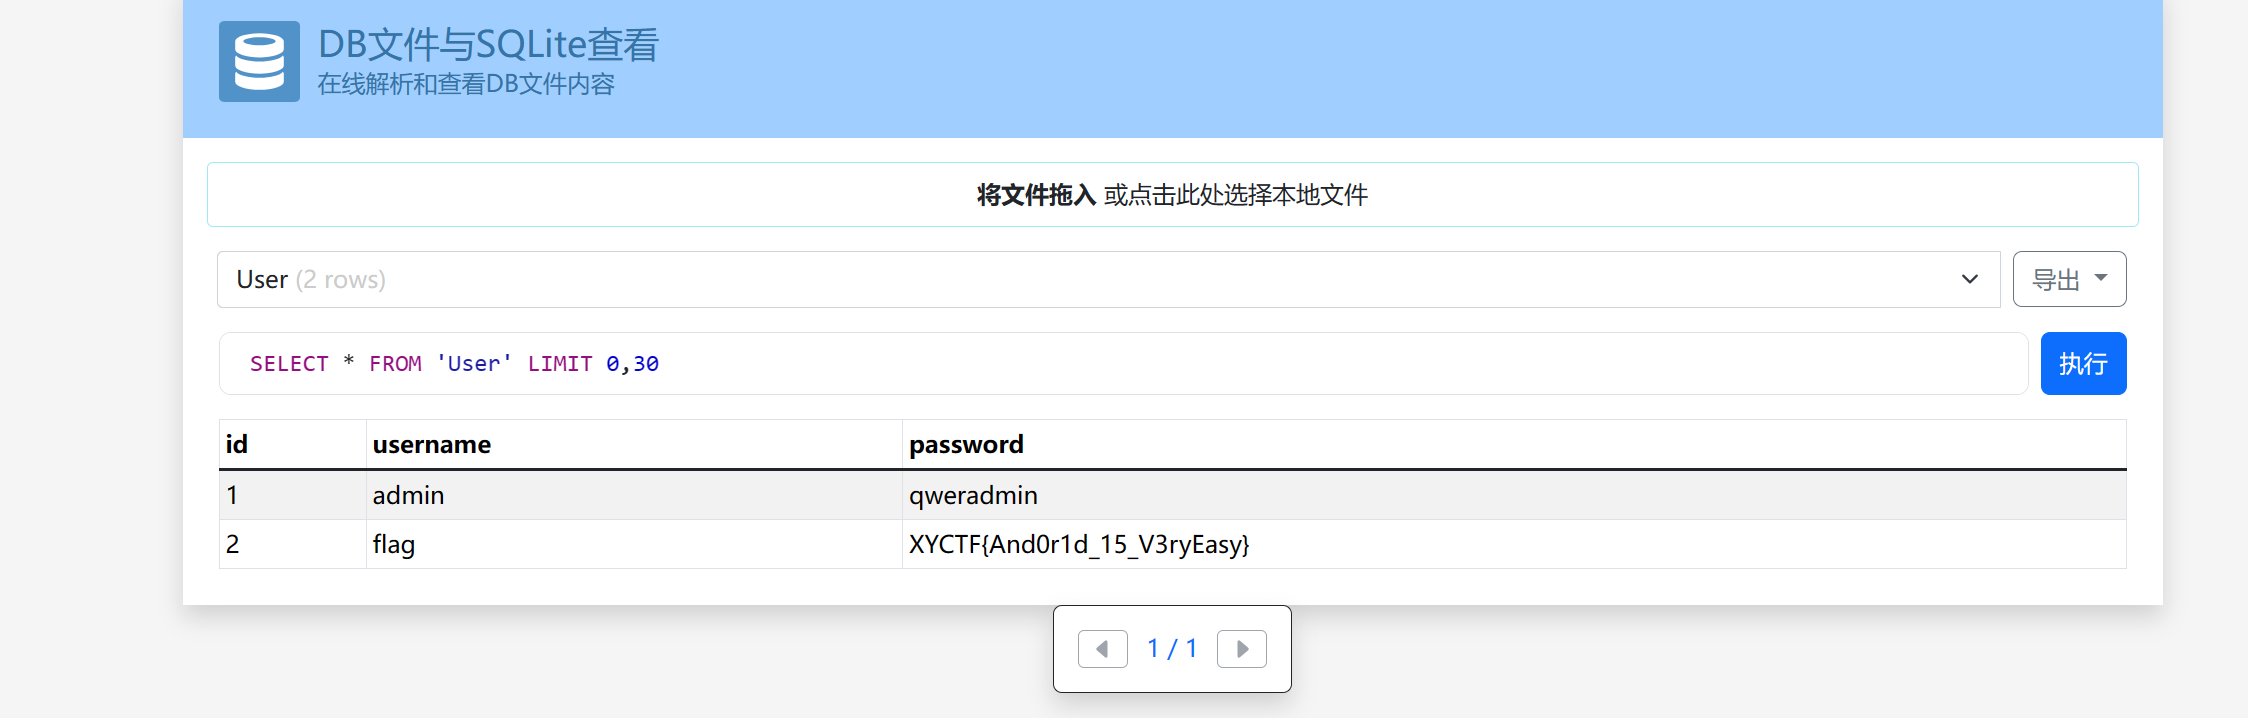 DB文件与SQLite查看
在线解析和查看DB文件内容
将文件拖入 或点击此处选择本地文件
User (2 rows)
导出
SELECT * FROM 'User' LIMIT 0,30
执行
id username password
1 admin qweradmin
2 flag XYCTF{And0r1d_15_V3ryEasy}
1 / 1